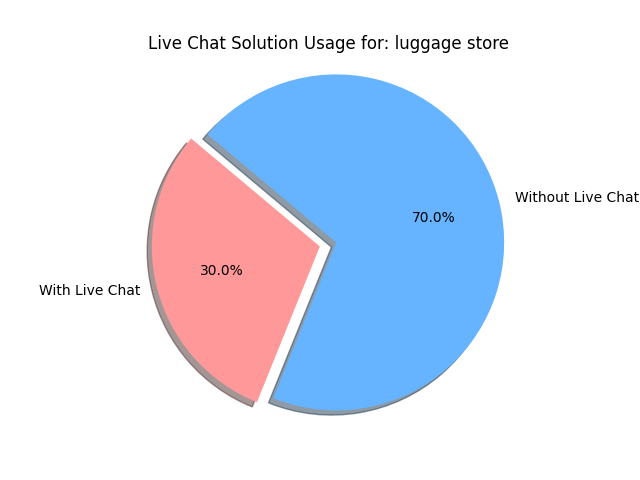 Live Chat Solution Usage for: luggage store
Without Live Chat
70.0%
30.0%
With Live Chat